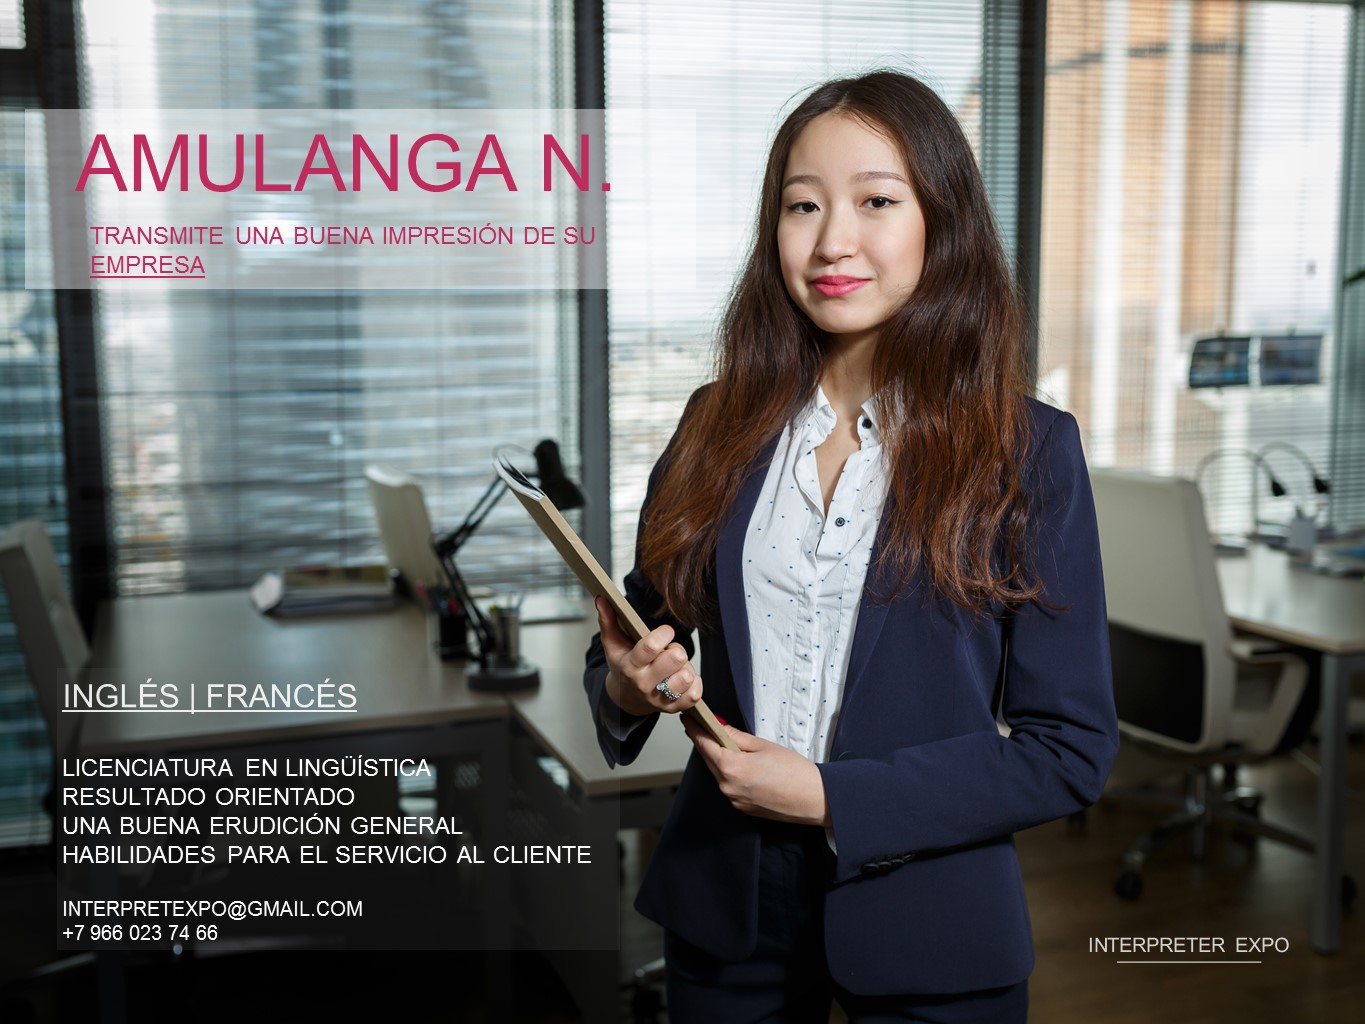 AMULANGA N.
TRANSMITE UNA BUENA IMPRESIÓN DE SU
EMPRESA
INGLÉS | FRANCÉS
LICENCIATURA EN LINGÜÍSTICA
RESULTADO ORIENTADO
UNA BUENA ERUDICIÓN GENERAL
HABILIDADES PARA EL SERVICIO AL CLIENTE
INTERPRETEXPO@GMAIL.COM
+7 966 023 74 66
INTERPRETER EXPO